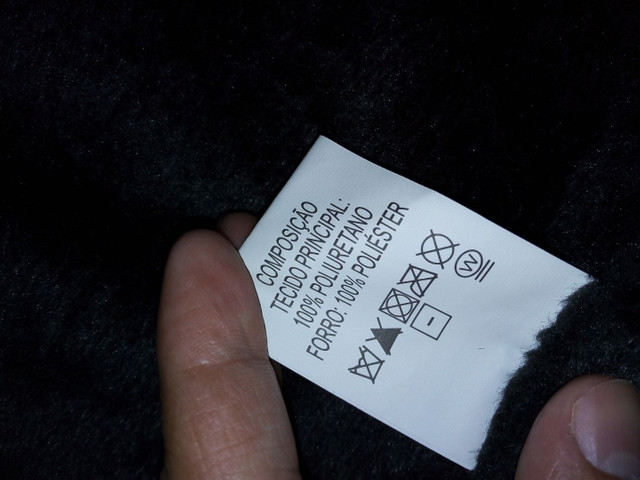 COMPOSIÇÃO
TECIDO PRINCIPAL:
100% POLIURETANO
FORRO: 100% POLIÉSTER
W